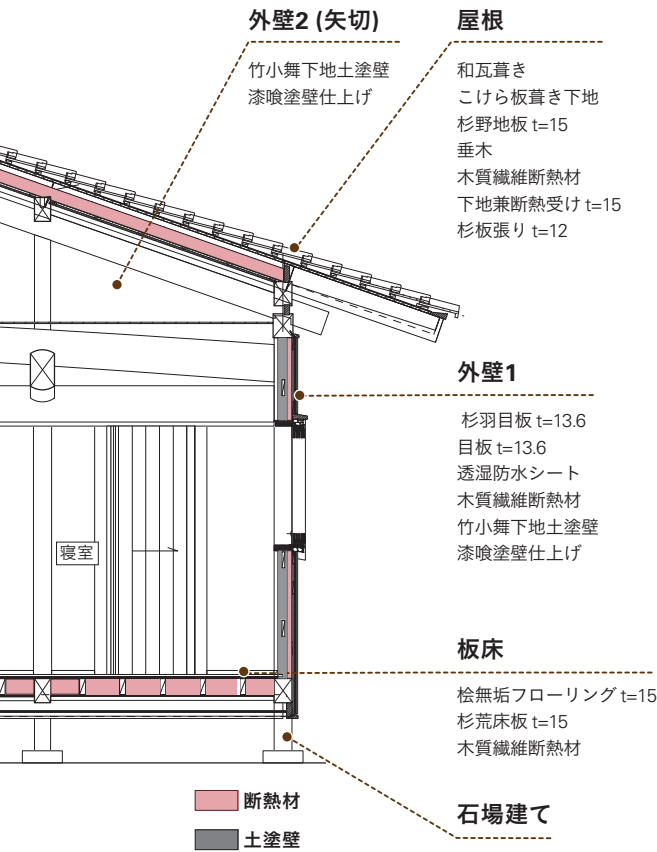 外壁2 (矢切)
竹小舞下地土塗壁
漆喰塗壁仕上げ
屋根
和瓦葺き
こけら板葺き下地
杉野地板 t=15
垂木
木質繊維断熱材
下地兼断熱受け t=15
杉板張り t=12
外壁1
杉羽目板 t=13.6
目板 t=13.6
透湿防水シート
木質繊維断熱材
竹小舞下地土塗壁
漆喰塗壁仕上げ
寝室
板床
桧無垢フローリング t=15
杉荒床板 t=15
木質繊維断熱材
石場建て
断熱材
土塗壁